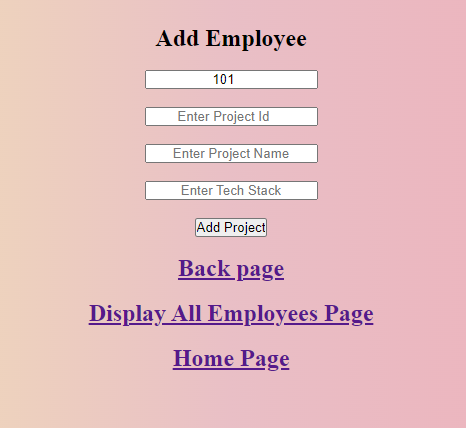 Add Employee
101
Enter Project Id
Enter Project Name
Enter Tech Stack
Add Project
Back page
Display All Employees Page
Home Page